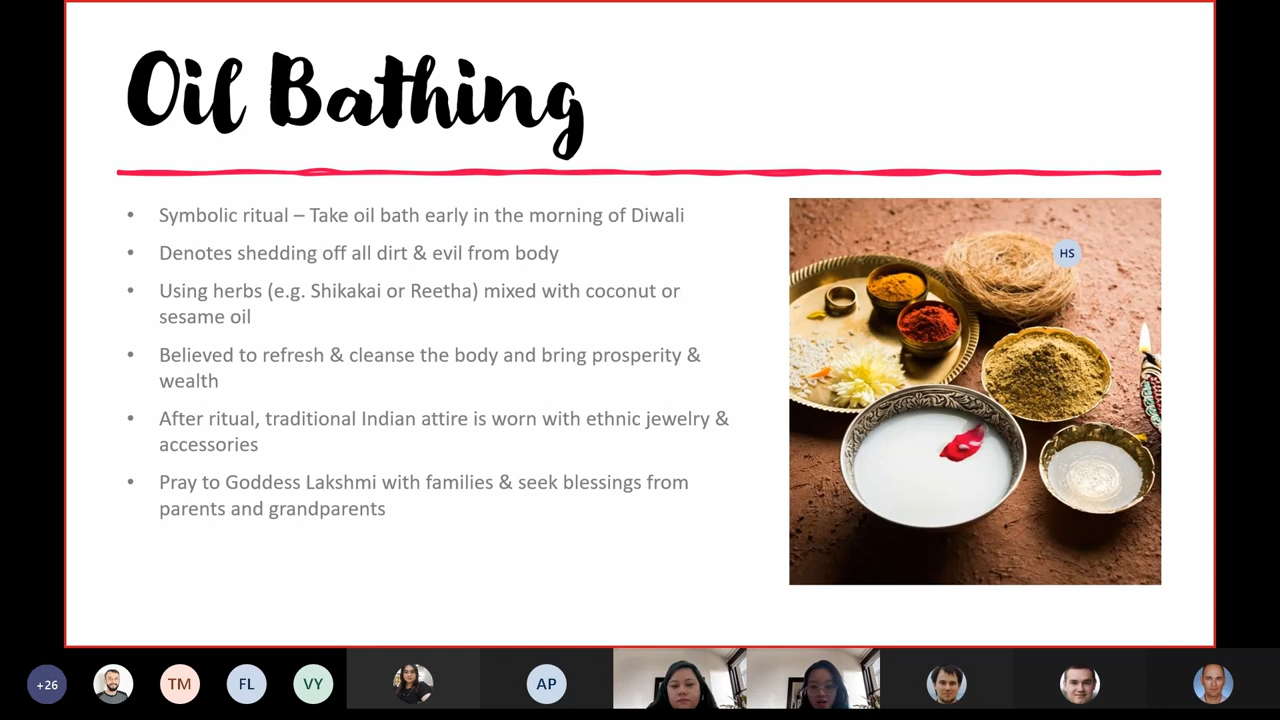 Oil Bathing
• Symbolic ritual – Take oil bath early in the morning of Diwali
• Denotes shedding off all dirt & evil from body
• Using herbs (e.g. Shikakai or Reetha) mixed with coconut or
sesame oil
• Believed to refresh & cleanse the body and bring prosperity &
wealth
• After ritual, traditional Indian attire is worn with ethnic jewelry &
accessories
• Pray to Goddess Lakshmi with families & seek blessings from
parents and grandparents
HS
+26 TM FL VY AP